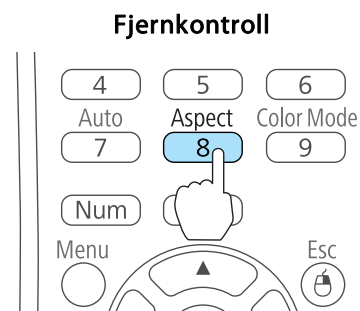 Fjernkontroll
4 5 6
Auto Aspect Color Mode
7 8 9
Num
Menu Esc